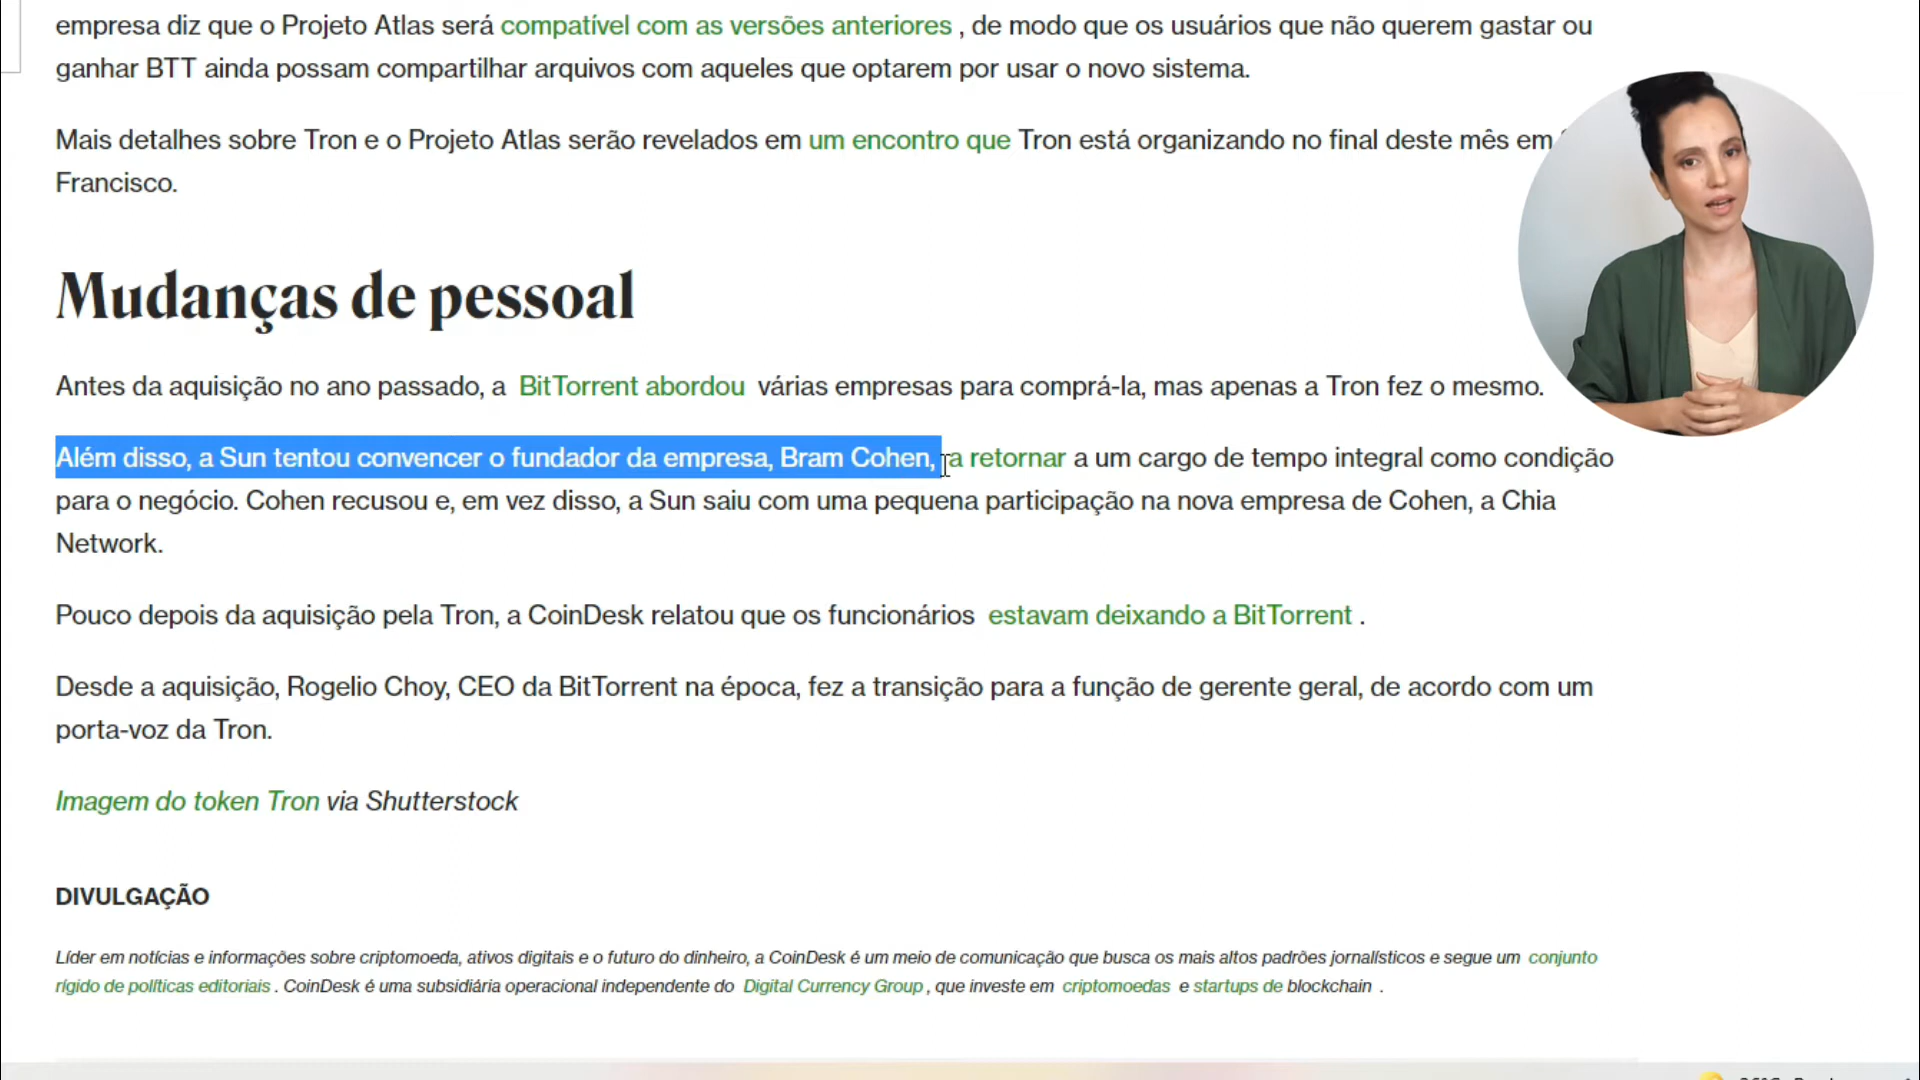 empresa diz que o Projeto Atlas será compatível com as versões anteriores , de modo que os usuários que não querem gastar ou
ganhar BTT ainda possam compartilhar arquivos com aqueles que optarem por usar o novo sistema.
Mais detalhes sobre Tron e o Projeto Atlas serão revelados em um encontro que Tron está organizando no final deste mês em
Francisco.
Mudanças de pessoal
Antes da aquisição no ano passado, a BitTorrent abordou várias empresas para comprá-la, mas apenas a Tron fez o mesmo.
Além disso, a Sun tentou convencer o fundador da empresa, Bram Cohen, a retornar a um cargo de tempo integral como condição
para o negócio. Cohen recusou e, em vez disso, a Sun saiu com uma pequena participação na nova empresa de Cohen, a Chia
Network.
Pouco depois da aquisição pela Tron, a CoinDesk relatou que os funcionários estavam deixando a BitTorrent .
Desde a aquisição, Rogelio Choy, CEO da BitTorrent na época, fez a transição para a função de gerente geral, de acordo com um
porta-voz da Tron.
Imagem do token Tron via Shutterstock
DIVULGAÇÃO
Líder em notícias e informações sobre criptomoeda, ativos digitais e o futuro do dinheiro, a CoinDesk é um meio de comunicação que busca os mais altos padrões jornalísticos e segue um conjunto
rígido de políticas editoriais . CoinDesk é uma subsidiária operacional independente do Digital Currency Group , que investe em criptomoedas e startups de blockchain .